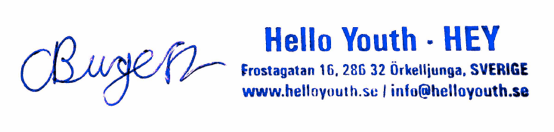 Hello Youth - HEY
Frostagatan 16, 286 32 Örkelljunga, SVERIGE
www.helloyouth.se / info@helloyouth.se